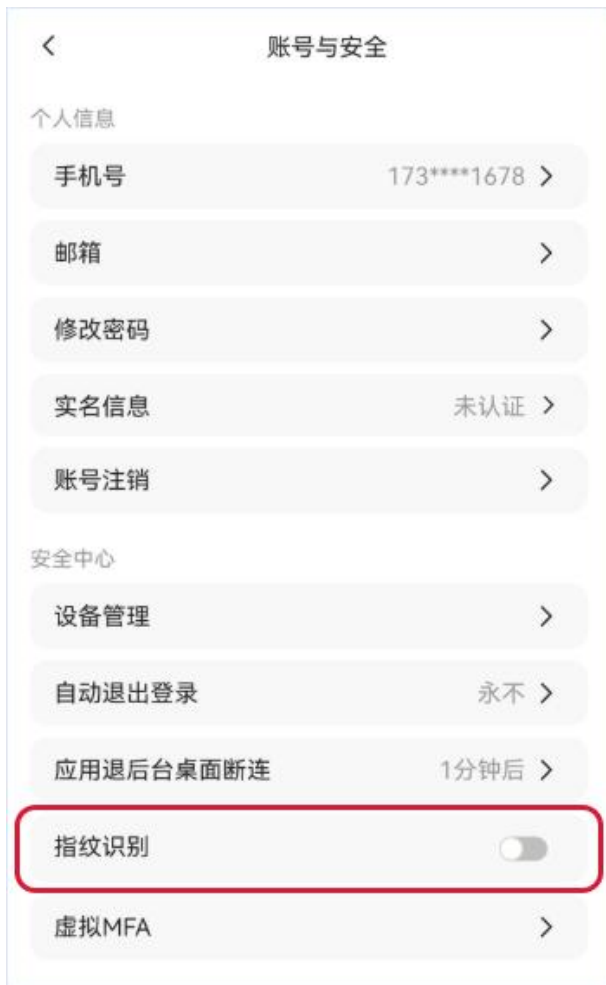 账号与安全
个人信息
手机号 173****1678
邮箱
修改密码
实名信息 未认证
账号注销
安全中心
设备管理
自动退出登录 永不
应用退后台桌面断连 1分钟后
指纹识别
虚拟MFA